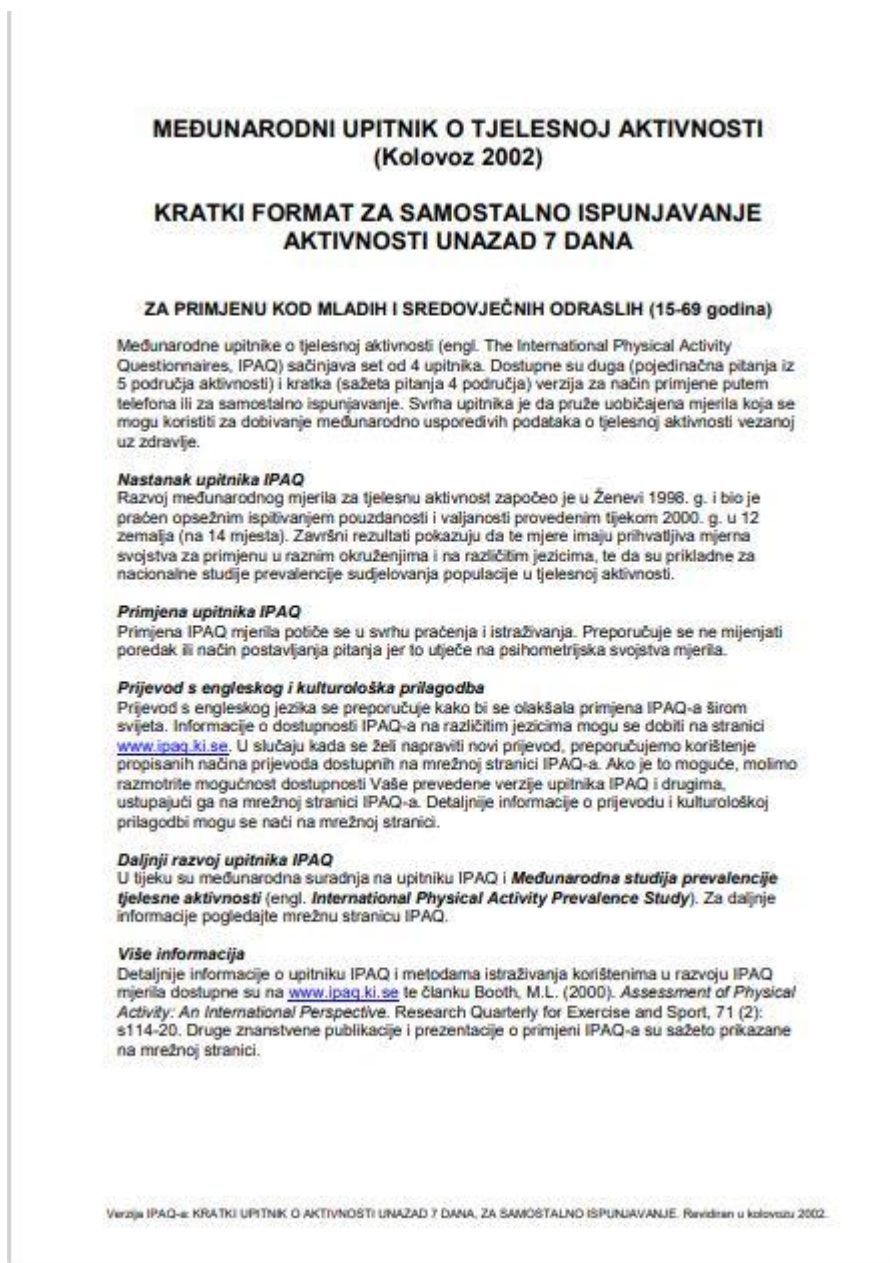 MEĐUNARODNI UPITNIK O TJELESNOJ AKTIVNOSTI
(Kolovoz 2002)
KRATKI FORMAT ZA SAMOSTALNO ISPUNJAVANJE
AKTIVNOSTI UNAZAD 7 DANA
ZA PRIMJENU KOD MLADIH I SREDOVJEČNIH ODRASLIH (15-69 godina)
Međunarodne upitnike o tjelesnoj aktivnosti (engl. The International Physical Activity
Questionnaires, IPAQ) sačinjava set od 4 upitnika. Dostupne su duga (pojedinačna pitanja iz
5 područja aktivnosti) i kratka (sažeta pitanja 4 područja) verzija za način primjene putem
telefona ili za samostalno ispunjavanje. Svrha upitnika je da pruže uobičajena mjerila koja se
mogu koristiti za dobivanje međunarodno usporedivih podataka o tjelesnoj aktivnosti vezanoj
uz zdravlje.
Nastanak upitnika IPAQ
Razvoj međunarodnog mjerila za tjelesnu aktivnost započeo je u Ženevi 1998. g. i bio je
praćen opsežnim ispitivanjem pouzdanosti i valjanosti provedenim tijekom 2000. g. u 12
zemalja (na 14 mjesta). Završni rezultati pokazuju da te mjere imaju prihvatljiva mjerna
svojstva za primjenu u raznim okruženjima i na različitim jezicima, te da su prikladne za
nacionalne studije prevalencije sudjelovanja populacije u tjelesnoj aktivnosti.
Primjena upitnika IPAQ
Primjena IPAQ mjerila potiče se u svrhu praćenja i istraživanja. Preporučuje se ne mijenjati
poredak ili način postavljanja pitanja jer to utječe na psihometrijska svojstva mjerila.
Prijevod s engleskog i kulturološka prilagodba
Prijevod s engleskog jezika se preporučuje kako bi se olakšala primjena IPAQ-a širom
svijeta. Informacije o dostupnosti IPAQ-a na različitim jezicima mogu se dobiti na stranici
www.ipaq.ki.se. U slučaju kada se želi napraviti novi prijevod, preporučujemo korištenje
propisanih načina prijevoda dostupnih na mrežnoj stranici IPAQ-a. Ako je to moguće, molimo
razmotrite mogućnost dostupnosti Vaše prevedene verzije upitnika IPAQ i drugima,
ustupajući ga na mrežnoj stranici IPAQ-a. Detaljnije informacije o prijevodu i kulturološkoj
prilagodbi mogu se naći na mrežnoj stranici.
Daljnji razvoj upitnika IPAQ
U tijeku su međunarodna suradnja na upitniku IPAQ i Međunarodna studija prevalencije
tjelesne aktivnosti (engl. International Physical Activity Prevalence Study). Za daljnje
informacije pogledajte mrežnu stranicu IPAQ.
Više informacija
Detaljnije informacije o upitniku IPAQ i metodama istraživanja korištenima u razvoju IPAQ
mjerila dostupne su na www.ipaq.ki.se te članku Booth, M.L. (2000). Assessment of Physical
Activity: An International Perspective. Research Quarterly for Exercise and Sport, 71 (2):
s114-20. Druge znanstvene publikacije i prezentacije o primjeni IPAQ-a su sažeto prikazane
na mrežnoj stranici.
Verzija IPAQ-a: KRATKI UPITNIK O AKTIVNOSTI UNAZAD 7 DANA, ZA SAMOSTALNO ISPUNJAVANJE. Revidiran u kolovozu 2002.